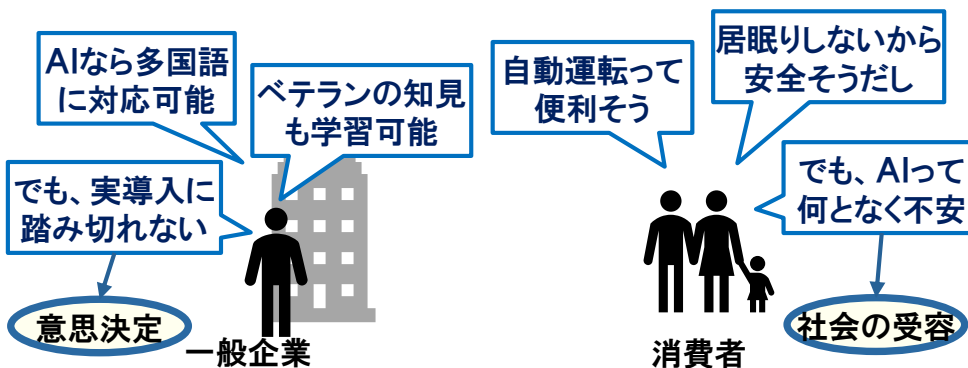 AIなら多国語
に対応可能
ベテランの知見
も学習可能
でも、実導入に
踏み切れない
意思決定
一般企業
自動運転って
便利そう
居眠りしないから
安全そうだし
でも、AIって
何となく不安
社会の受容
消費者